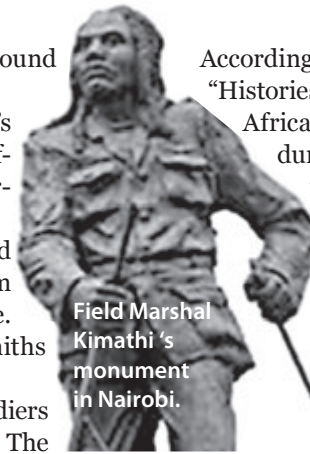 ound
’s
f-
r-
d
e.
iths
diers
The
According
“Histories
Africa
dur
Field Marshal
Kimathi ‘s
monument
in Nairobi.